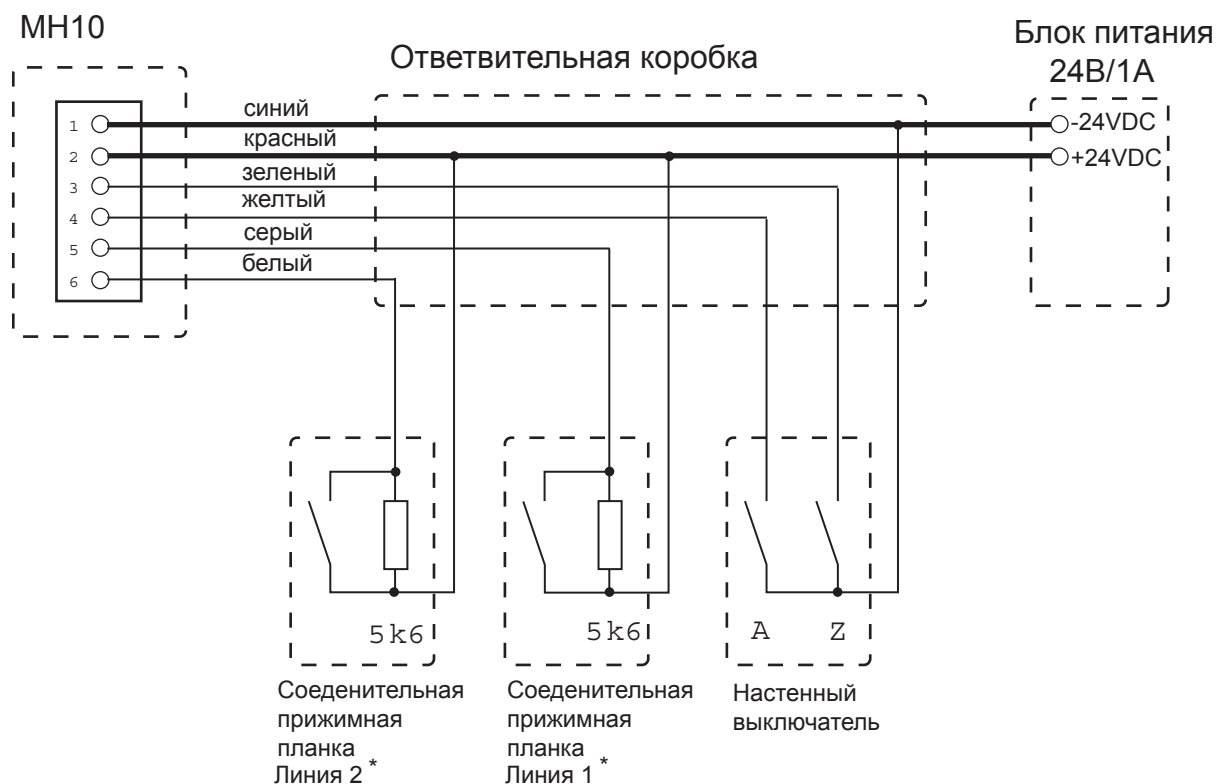 МН10
Ответвительная коробка
Блок питания
24В/1А
синий
красный
зеленый
желтый
серый
белый
1
2
3
4
5
6
-24VDC
+24VDC
5k6
5k6
A
Z
Соеденительная
прижимная
планка
Линия 2 *
Соеденительная
прижимная
планка
Линия 1 *
Настенный
выключатель